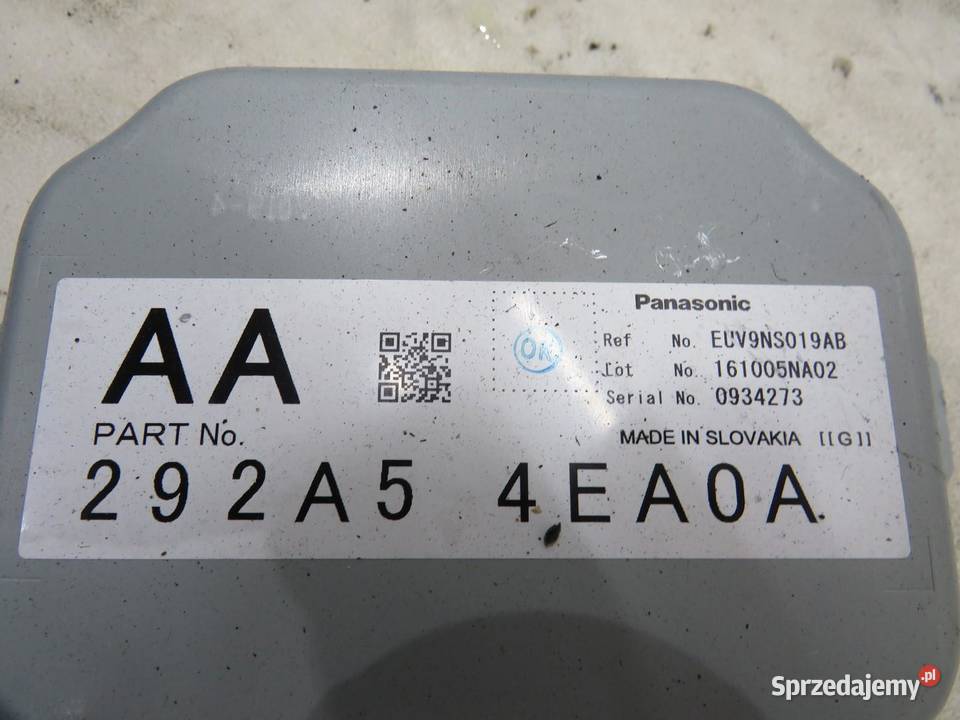 AA
OK
Panasonic
Ref No. EUV9NS019AB
Lot No. 161005NA02
Serial No. 0934273
PART No.
MADE IN SLOVAKIA [[G]]
292A5 4EA0A
Sprzedajemy.pl